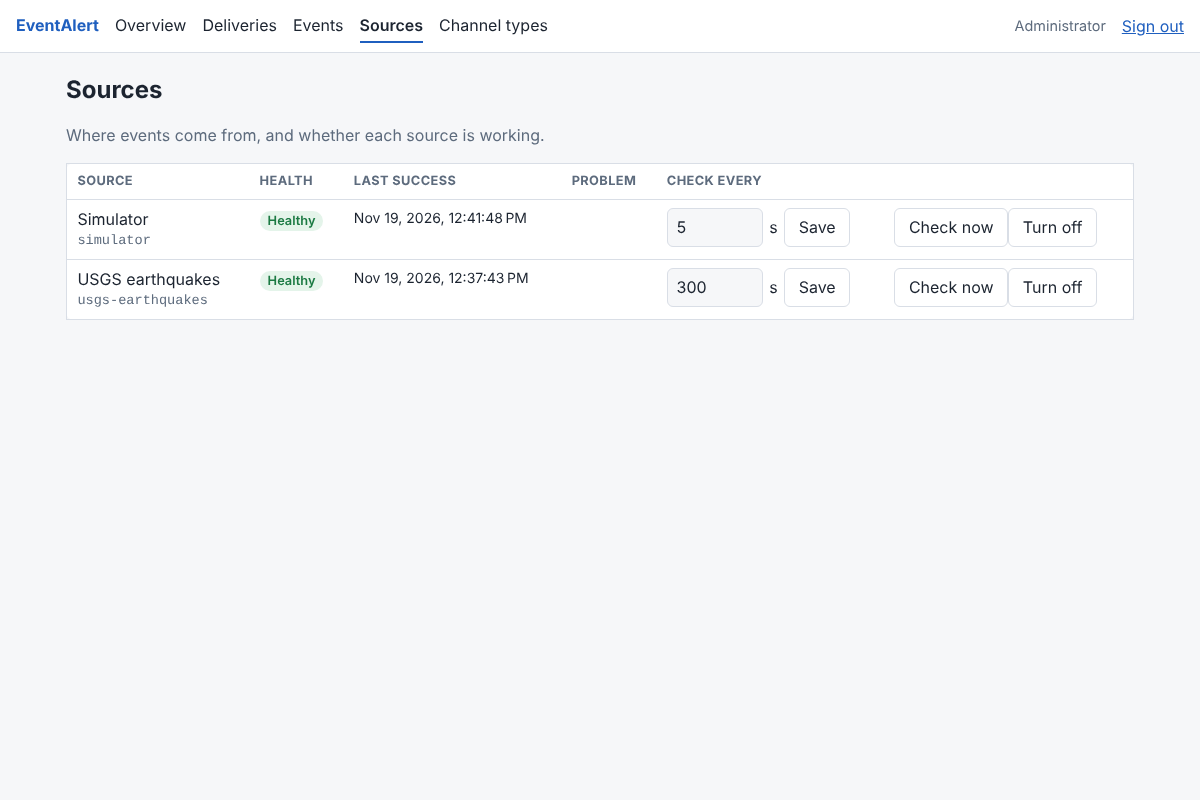 EventAlert Overview Deliveries Events Sources Channel types Administrator Sign out
Sources
Where events come from, and whether each source is working.
SOURCE HEALTH LAST SUCCESS PROBLEM CHECK EVERY
Simulator Healthy Nov 19, 2026, 12:41:48 PM 5 s Save Check now Turn off
simulator
USGS earthquakes Healthy Nov 19, 2026, 12:37:43 PM 300 s Save Check now Turn off
usgs-earthquakes